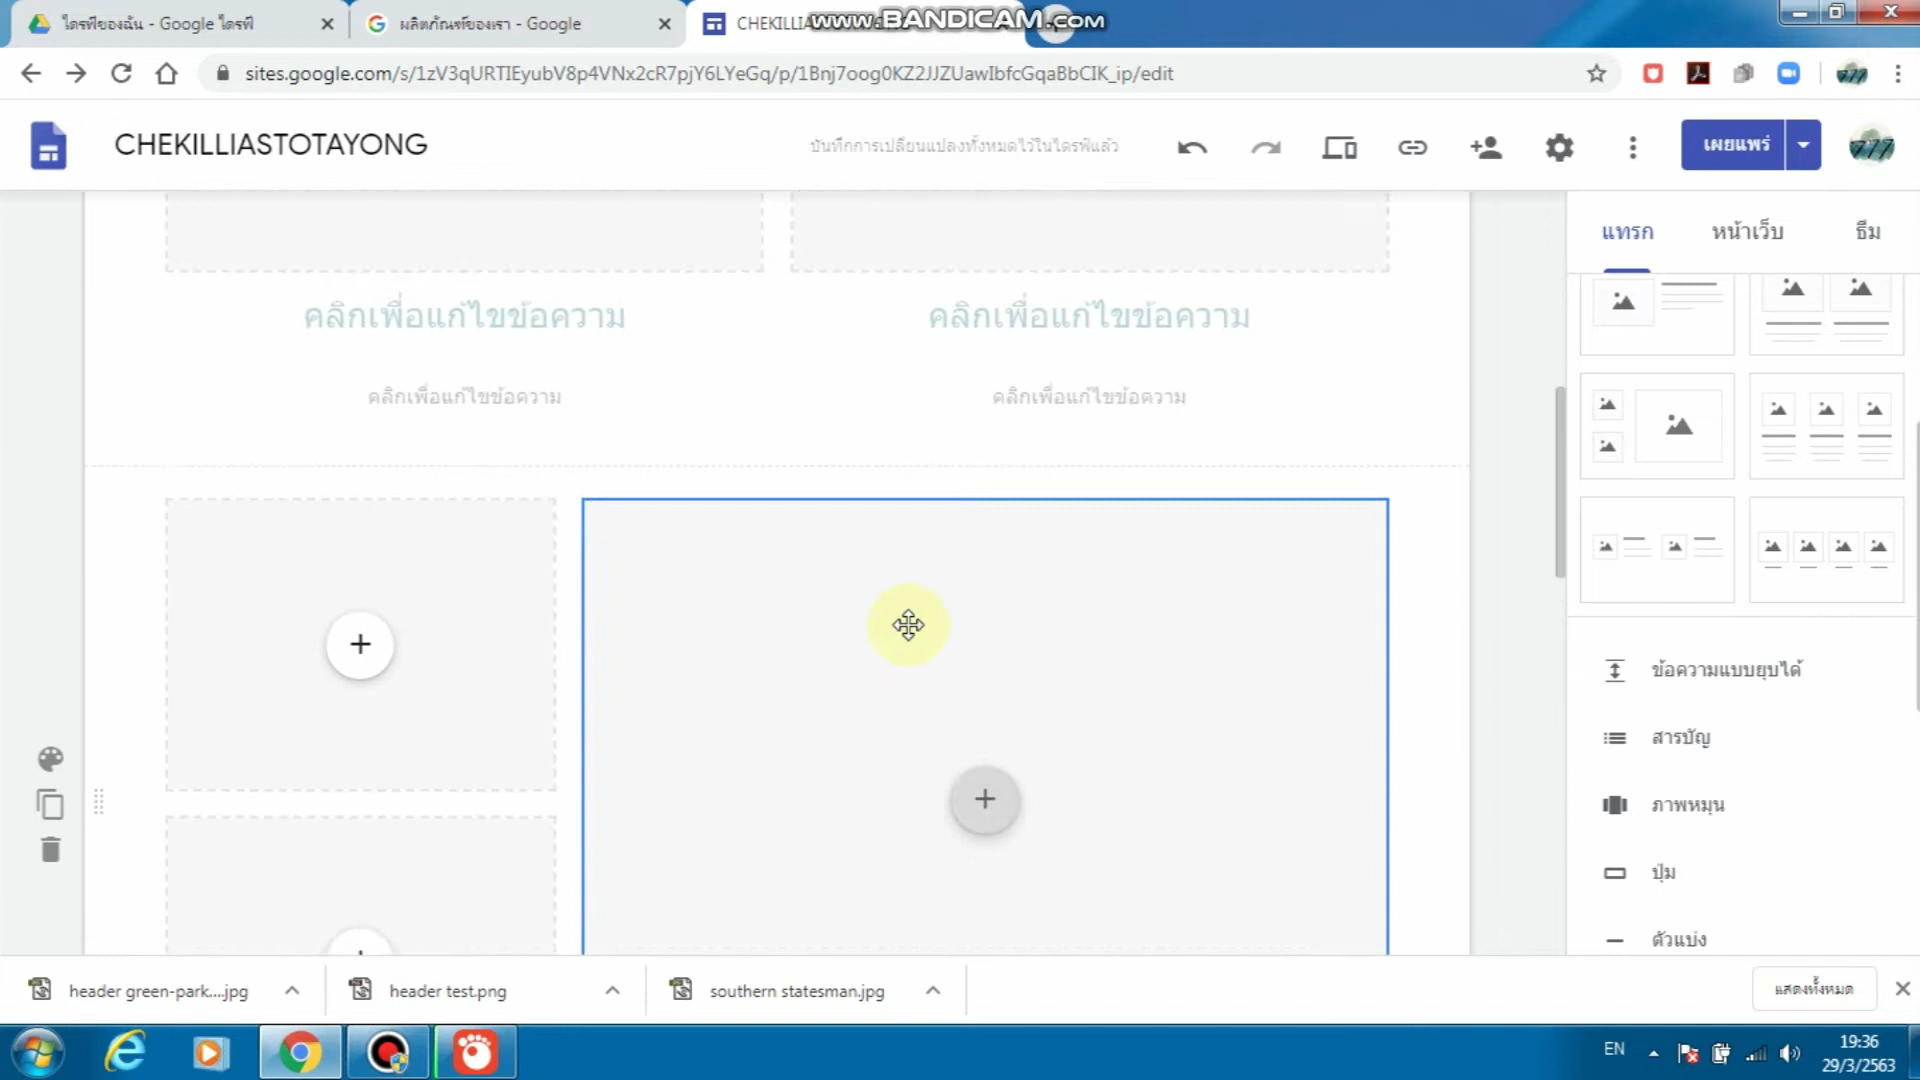 ไดรฟ์ของฉัน - Google ไดรฟ์
ผลิตภัณฑ์ของเรา - Google
www.BANDICAM.COM
sites.google.com/s/1zV3qURTIEyubV8p4VNx2cR7pjY6LYeGq/p/1Bnj7oog0KZ2JJZUawIbfcGqaBbCIK_ip/edit
CHEKILLIASTOTAYONG
บันทึกการเปลี่ยนแปลงทั้งหมดไว้ในไดรฟ์แล้ว
เผยแพร่
แทรก
หน้าเว็บ
ธีม
คลิกเพื่อแก้ไขข้อความ
คลิกเพื่อแก้ไขข้อความ
คลิกเพื่อแก้ไขข้อความ
คลิกเพื่อแก้ไขข้อความ
ข้อความแบบยุบได้
สารบัญ
ภาพหมุน
ปุ่ม
ตัวแบ่ง
header green-park....jpg
header test.png
southern statesman.jpg
แสดงทั้งหมด
EN
19:36
29/3/2563